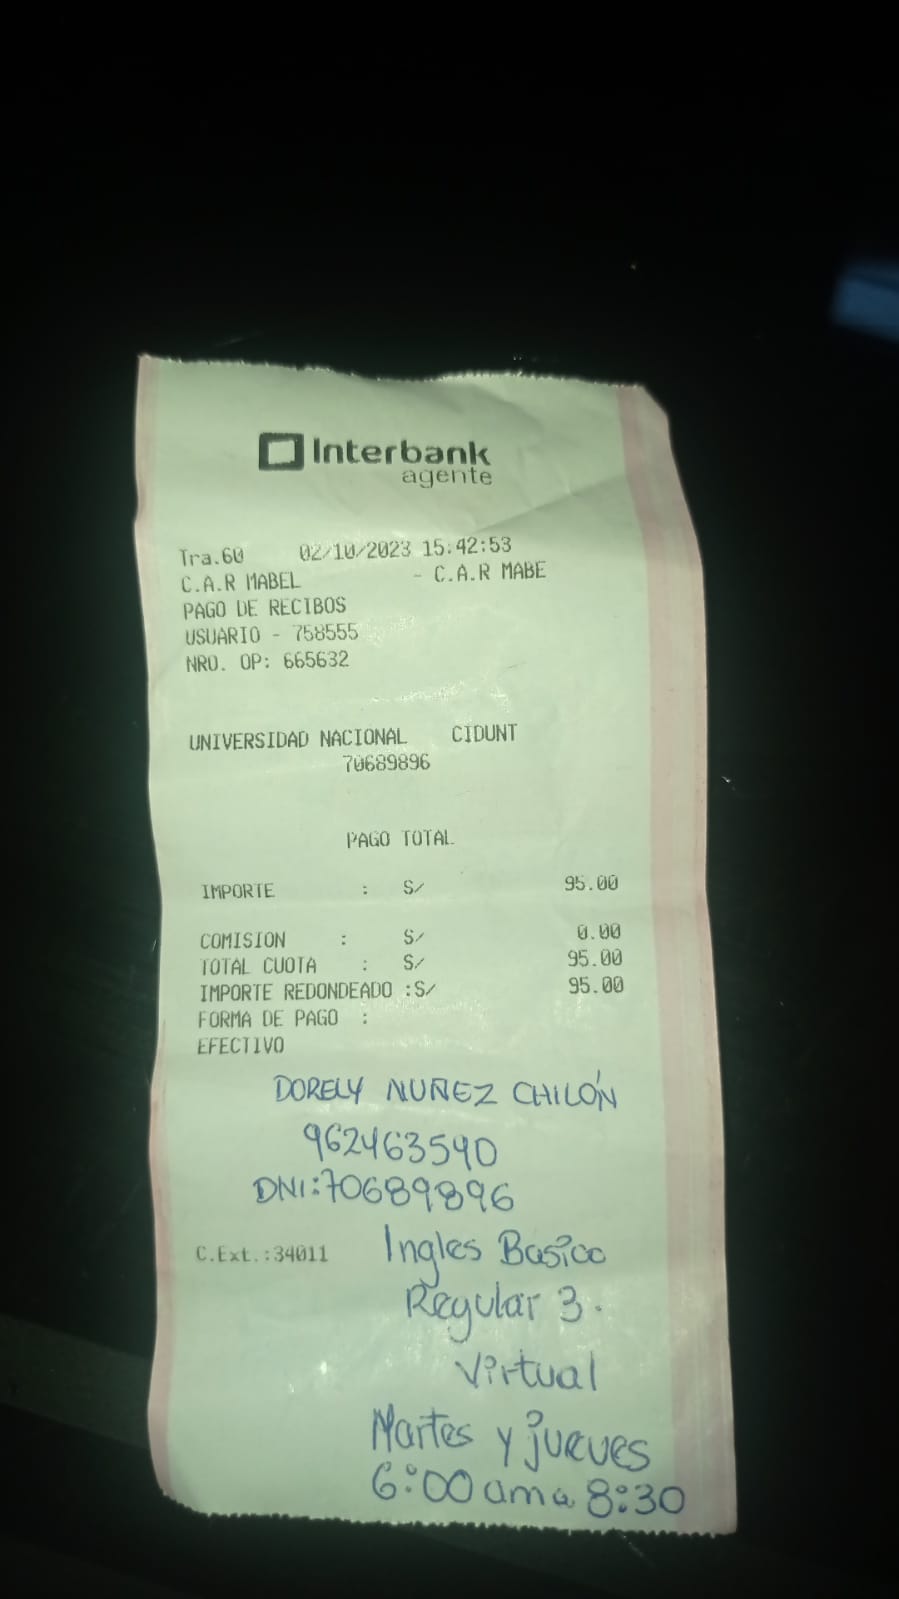 Interbank
agente
Tra.60 02/10/2023 15:42:53
C.A.R MABEL - C.A.R MABE
PAGO DE RECIBOS
USUARIO - 758555
NRO. OP: 665632
UNIVERSIDAD NACIONAL CIDUNT
70689896
PAGO TOTAL
IMPORTE : S/ 95.00
COMISION : S/ 0.00
TOTAL CUOTA : S/ 95.00
IMPORTE REDONDEADO :S/ 95.00
FORMA DE PAGO :
EFECTIVO
DORELY NUÑEZ CHILÓN
962463590
DNI:70689896
C.Ext.:34011 Ingles Basico
Regular 3.
Virtual
Martes y jueves
6:00 am a 8:30